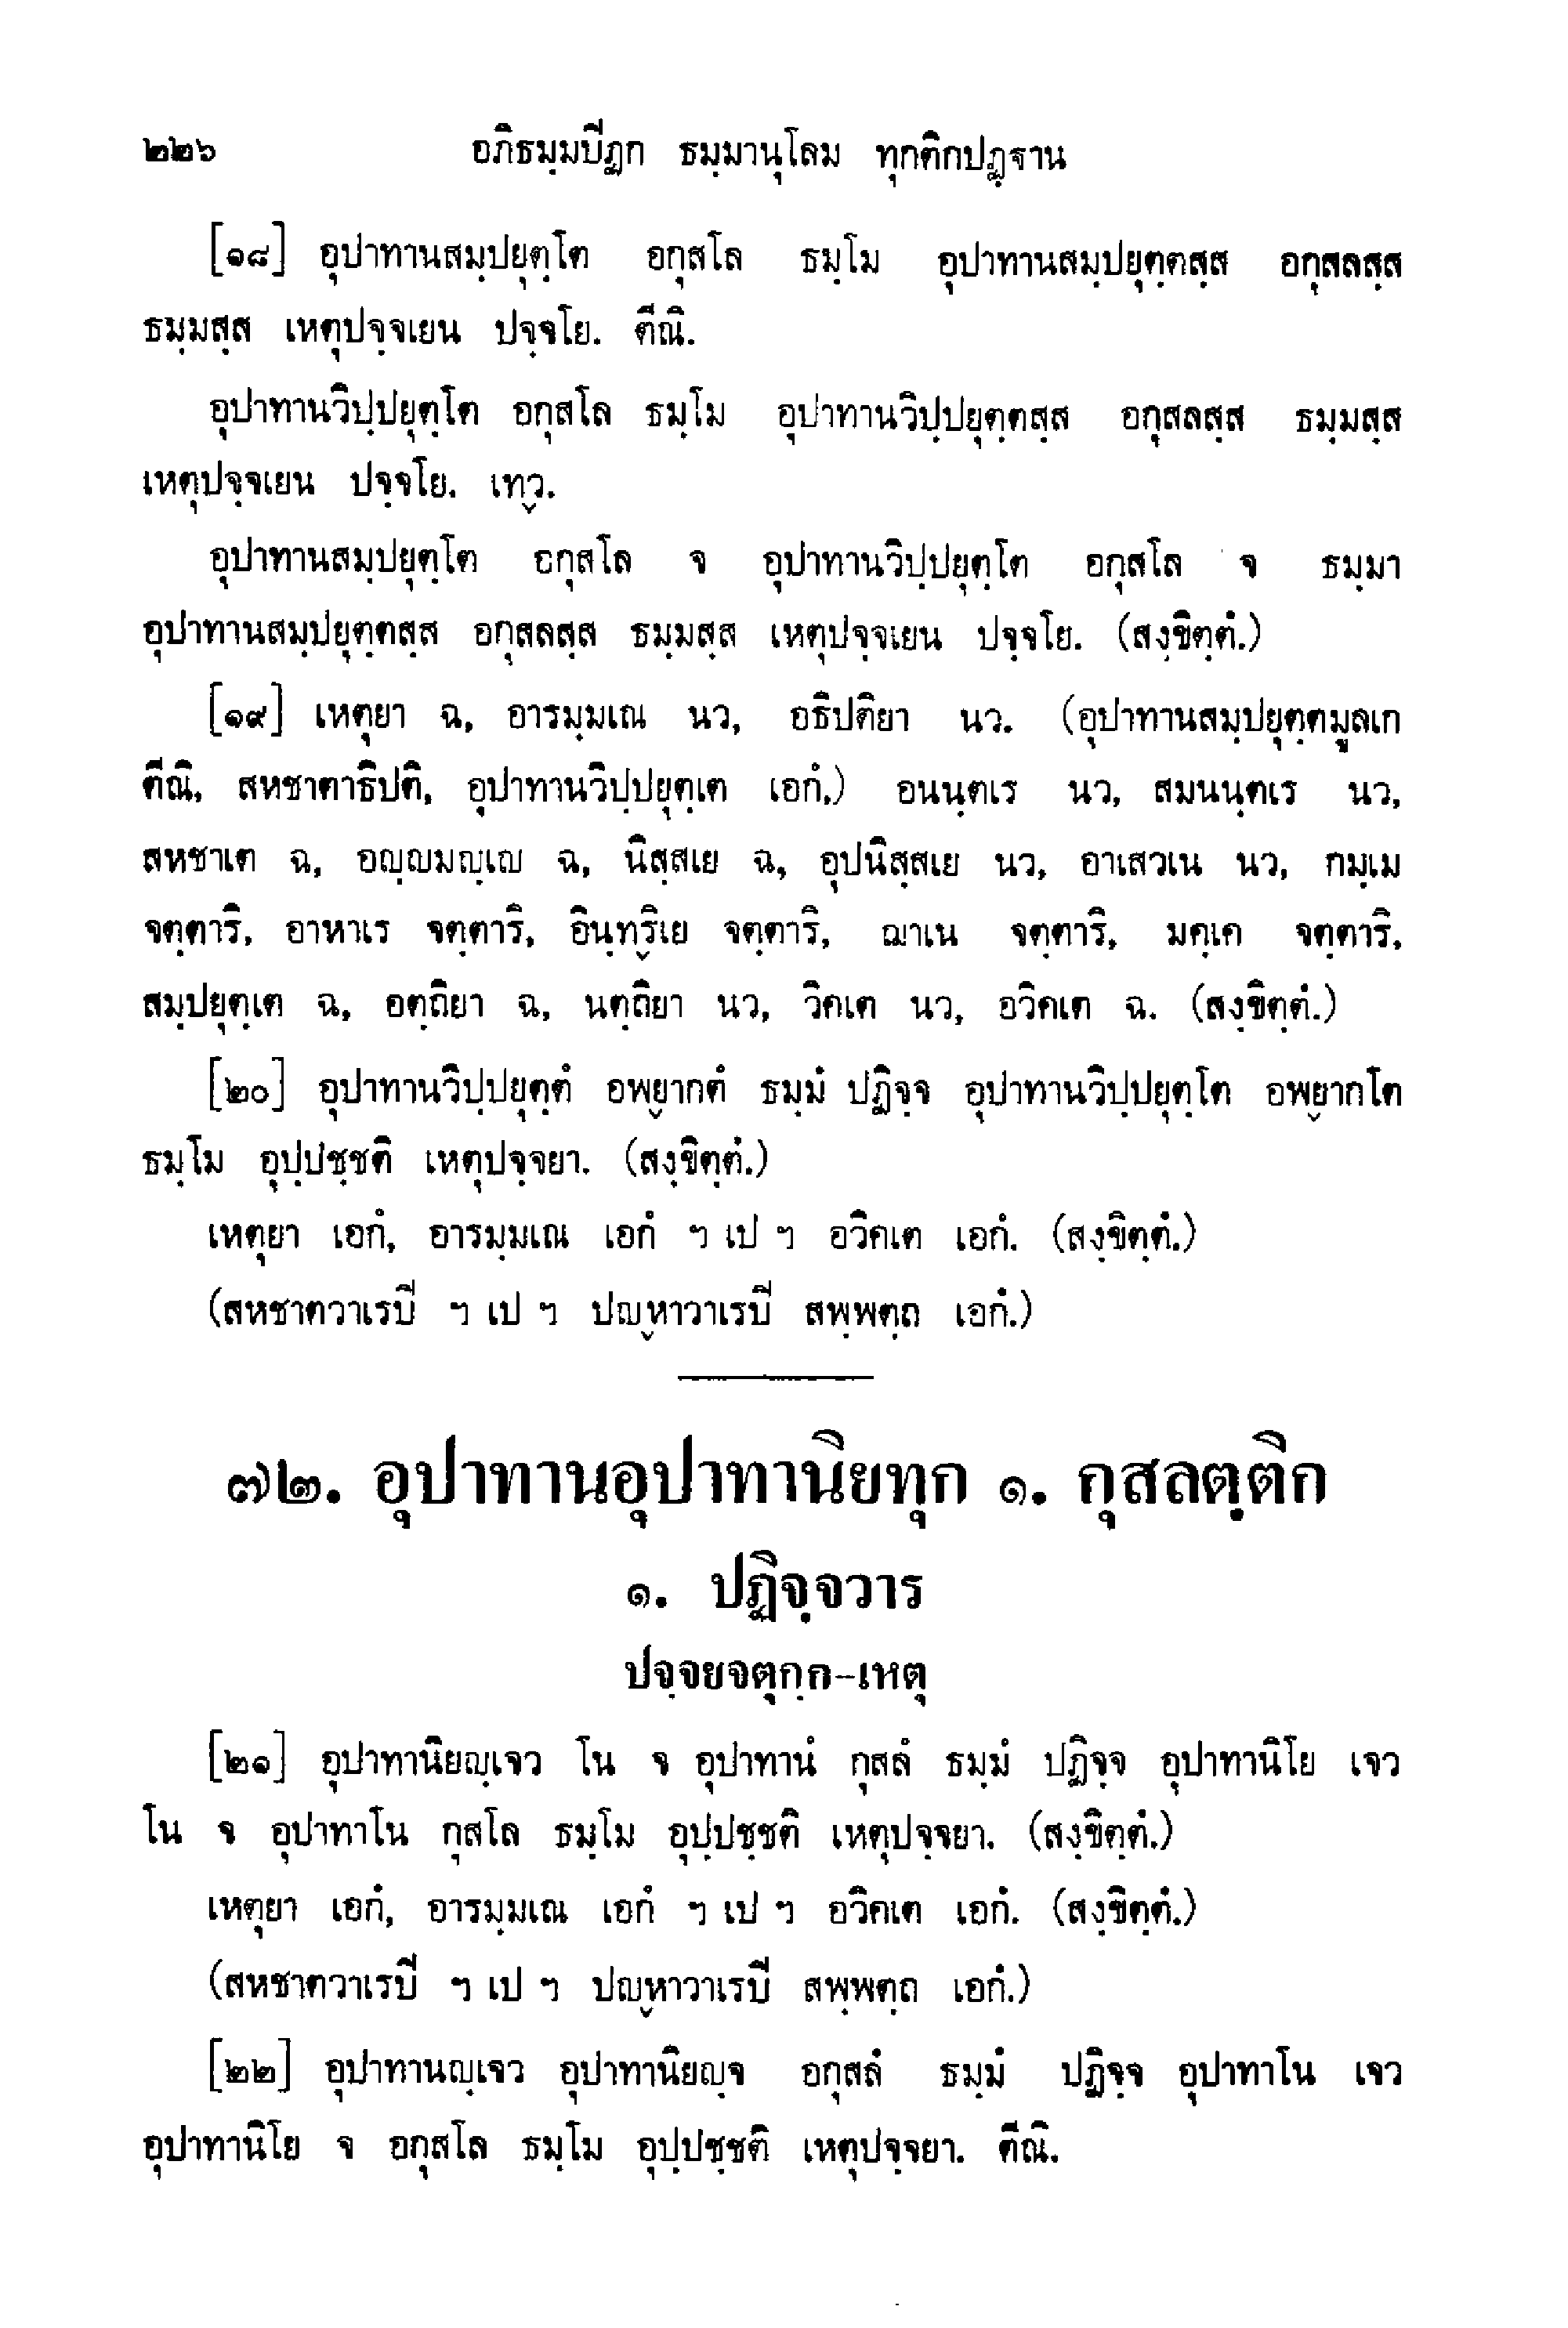 ๒๒๖ อภิธมฺมปีฏก ธมฺมานุโลม ทุกติกปฏฺฐาน
[๑๘] อุปาทานสมฺปยุตฺโต อกุสโล ธมฺโม อุปาทานสมฺปยุตฺตสฺส อกุสลสฺส
ธมฺมสฺส เหตุปจฺจเยน ปจฺจโย. ตีณิ.
อุปาทานวิปฺปยุตฺโต อกุสโล ธมฺโม อุปาทานวิปฺปยุตฺตสฺส อกุสลสฺส ธมฺมสฺส
เหตุปจฺจเยน ปจฺจโย. เทฺว.
อุปาทานสมฺปยุตฺโต อกุสโล จ อุปาทานวิปฺปยุตฺโต อกุสโล จ ธมฺมา
อุปาทานสมฺปยุตฺตสฺส อกุสลสฺส ธมฺมสฺส เหตุปจฺจเยน ปจฺจโย. (สงฺขิตฺตํ.)
[๑๙] เหตุยา ฉ, อารมฺมเณ นว, อธิปติยา นว. (อุปาทานสมฺปยุตฺตมูลเก
ตีณิ, สหชาตาธิปติ, อุปาทานวิปฺปยุตฺเต เอกํ,) อนนฺตเร นว, สมนนฺตเร นว,
สหชาเต ฉ, อญฺญมญฺเญ ฉ, นิสฺสเย ฉ, อุปนิสฺสเย นว, อาเสวเน นว, กมฺเม
จตฺตาริ, อาหาเร จตฺตาริ, อินฺทฺริเย จตฺตาริ, ฌาเน จตฺตาริ, มคฺเค จตฺตาริ,
สมฺปยุตฺเต ฉ, อตฺถิยา ฉ, นตฺถิยา นว, วิคเต นว, อวิคเต ฉ. (สงฺขิตฺตํ.)
[๒๐] อุปาทานวิปฺปยุตฺตํ อพฺยากตํ ธมฺมํ ปฏิจฺจ อุปาทานวิปฺปยุตฺโต อพฺยากโต
ธมฺโม อุปฺปชฺชติ เหตุปจฺจยา. (สงฺขิตฺตํ.)
เหตุยา เอกํ, อารมฺมเณ เอกํ ฯ เป ฯ อวิคเต เอกํ. (สงฺขิตฺตํ.)
(สหชาตวาเรปี ฯ เป ฯ ปญฺหาวาเรปี สพฺพตฺถ เอกํ.)
๗๒. อุปาทานอุปาทานิยทุก ๑. กุสลตฺติก
๑. ปฏิจฺจวาร
ปจฺจยจตุกฺก-เหตุ
[๒๑] อุปาทานิยญฺเจว โน จ อุปาทานํ กุสลํ ธมฺมํ ปฏิจฺจ อุปาทานิโย เจว
โน จ อุปาทาโน กุสโล ธมฺโม อุปฺปชฺชติ เหตุปจฺจยา. (สงฺขิตฺตํ.)
เหตุยา เอกํ, อารมฺมเณ เอกํ ฯ เป ฯ อวิคเต เอกํ. (สงฺขิตฺตํ.)
(สหชาตวาเรปี ฯ เป ฯ ปญฺหาวาเรปี สพฺพตฺถ เอกํ.)
[๒๒] อุปาทานญฺเจว อุปาทานิยญฺจ อกุสลํ ธมฺมํ ปฏิจฺจ อุปาทาโน เจว
อุปาทานิโย จ อกุสโล ธมฺโม อุปฺปชฺชติ เหตุปจฺจยา. ตีณิ.